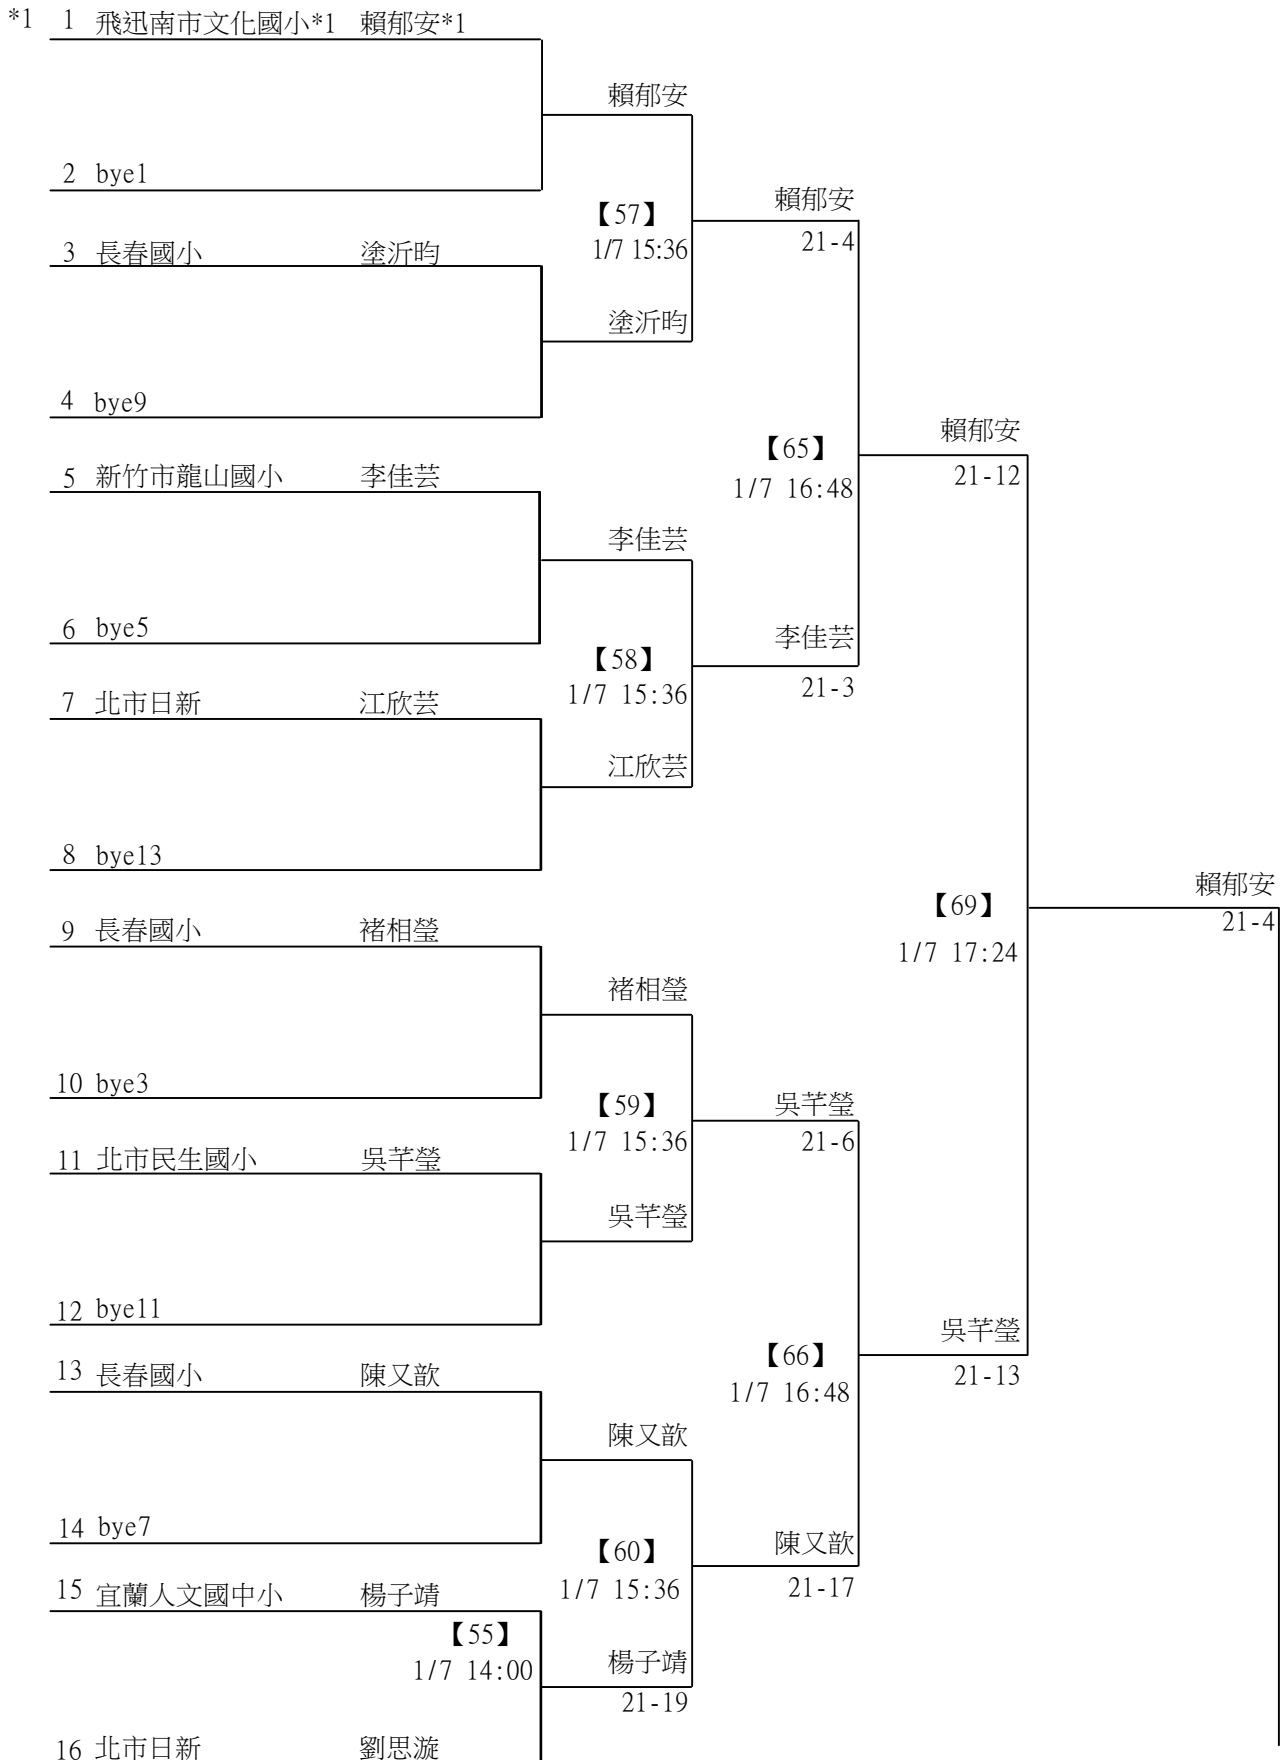 *1 1 飛迅南市文化國小*1 賴郁安*1
賴郁安
2 bye1
【57】
1/7 15:36
賴郁安
21-4
3 長春國小 塗沂昀
塗沂昀
4 bye9
【65】
1/7 16:48
賴郁安
21-12
5 新竹市龍山國小 李佳芸
李佳芸
6 bye5
【58】
1/7 15:36
李佳芸
21-3
7 北市日新 江欣芸
江欣芸
8 bye13
【69】
1/7 17:24
賴郁安
21-4
9 長春國小 褚相瑩
褚相瑩
10 bye3
【59】
1/7 15:36
吳芊瑩
21-6
11 北市民生國小 吳芊瑩
吳芊瑩
12 bye11
【66】
1/7 16:48
吳芊瑩
21-13
13 長春國小 陳又歆
陳又歆
14 bye7
【60】
1/7 15:36
陳又歆
21-17
15 宜蘭人文國中小 楊子靖
【55】
1/7 14:00
楊子靖
21-19
16 北市日新 劉思漩